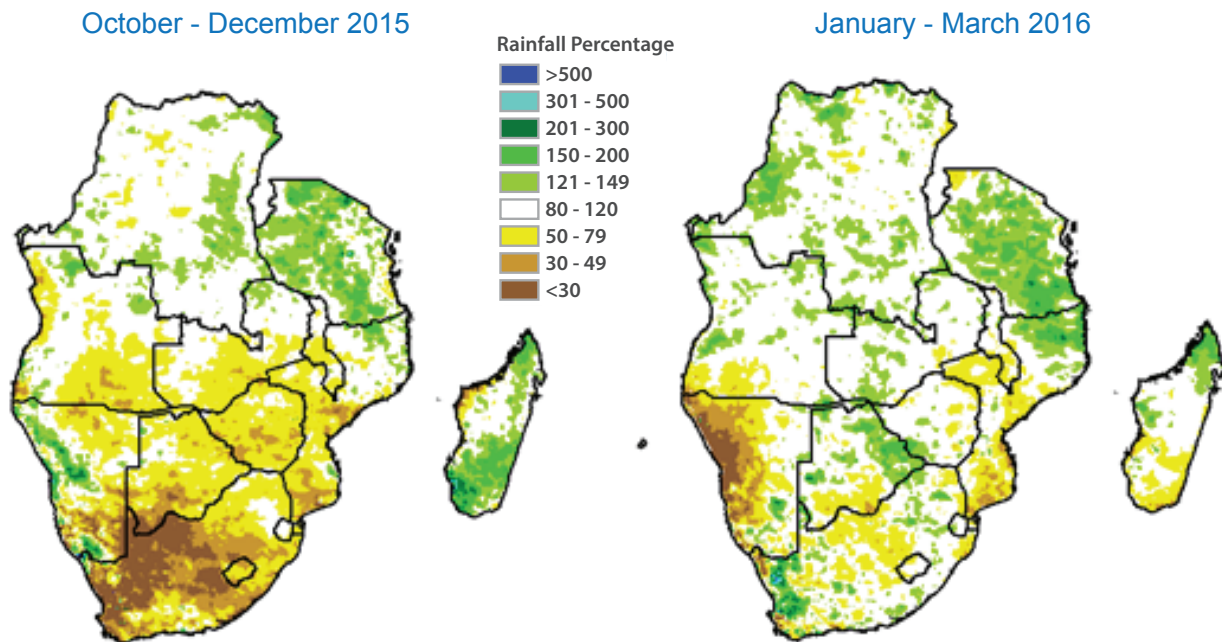 October - December 2015
January - March 2016
Rainfall Percentage
>500
301 - 500
201 - 300
150 - 200
121 - 149
80 - 120
50 - 79
30 - 49
<30